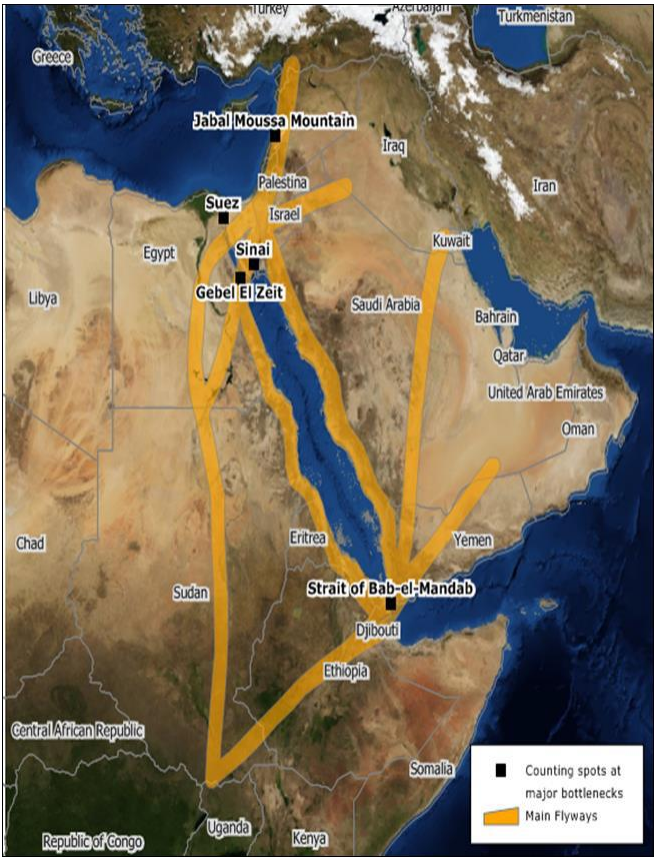 Turkey
Azerbaijan
Turkmenistan
Greece
Jabal Moussa Mountain
Iraq
Iran
Palestina
Suez
Israel
Sinai
Kuwait
Egypt
Gebel El Zeit
Libya
Saudi Arabia
Bahrain
Qatar
United Arab Emirates
Oman
Eritrea
Yemen
Chad
Sudan
Strait of Bab-el-Mandab
Djibouti
Ethiopia
Central African Republic
Somalia
Counting spots at
major bottlenecks
Main Flyways
Uganda
Kenya
Republic of Congo